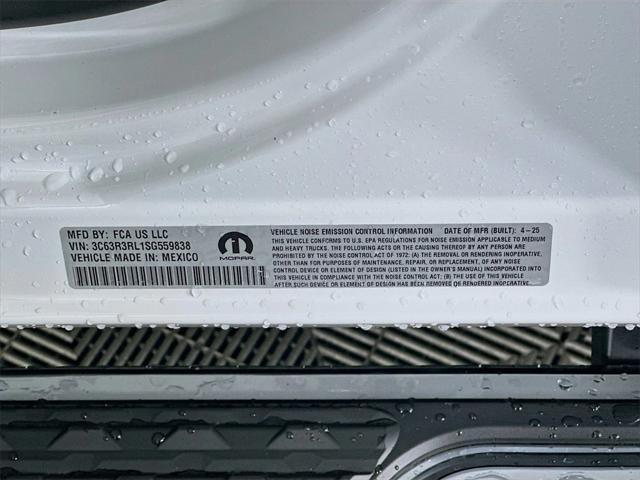 MFD BY: FCA US LLC
VIN: 3C63R3RL1SG559838
VEHICLE MADE IN: MEXICO
MOPAR.
VEHICLE NOISE EMISSION CONTROL INFORMATION DATE OF MFR (BUILT): 4-25
THIS VEHICLE CONFORMS TO U.S. EPA REGULATIONS FOR NOISE EMISSION APPLICABLE TO MEDIUM
AND HEAVY TRUCKS. THE FOLLOWING ACTS OR THE CAUSING THEREOF BY ANY PERSON ARE
PROHIBITED BY THE NOISE CONTROL ACT OF 1972: (A) THE REMOVAL OR RENDERING INOPERATIVE,
OTHER THAN FOR PURPOSES OF MAINTENANCE, REPAIR, OR REPLACEMENT, OF ANY NOISE
CONTROL DEVICE OR ELEMENT OF DESIGN (LISTED IN THE OWNER'S MANUAL) INCORPORATED INTO
THIS VEHICLE IN COMPLIANCE WITH THE NOISE CONTROL ACT: (B) THE USE OF THIS VEHICLE
AFTER SUCH DEVICE OR ELEMENT OF DESIGN HAS BEEN REMOVED OR RENDERED INOPERATIVE.